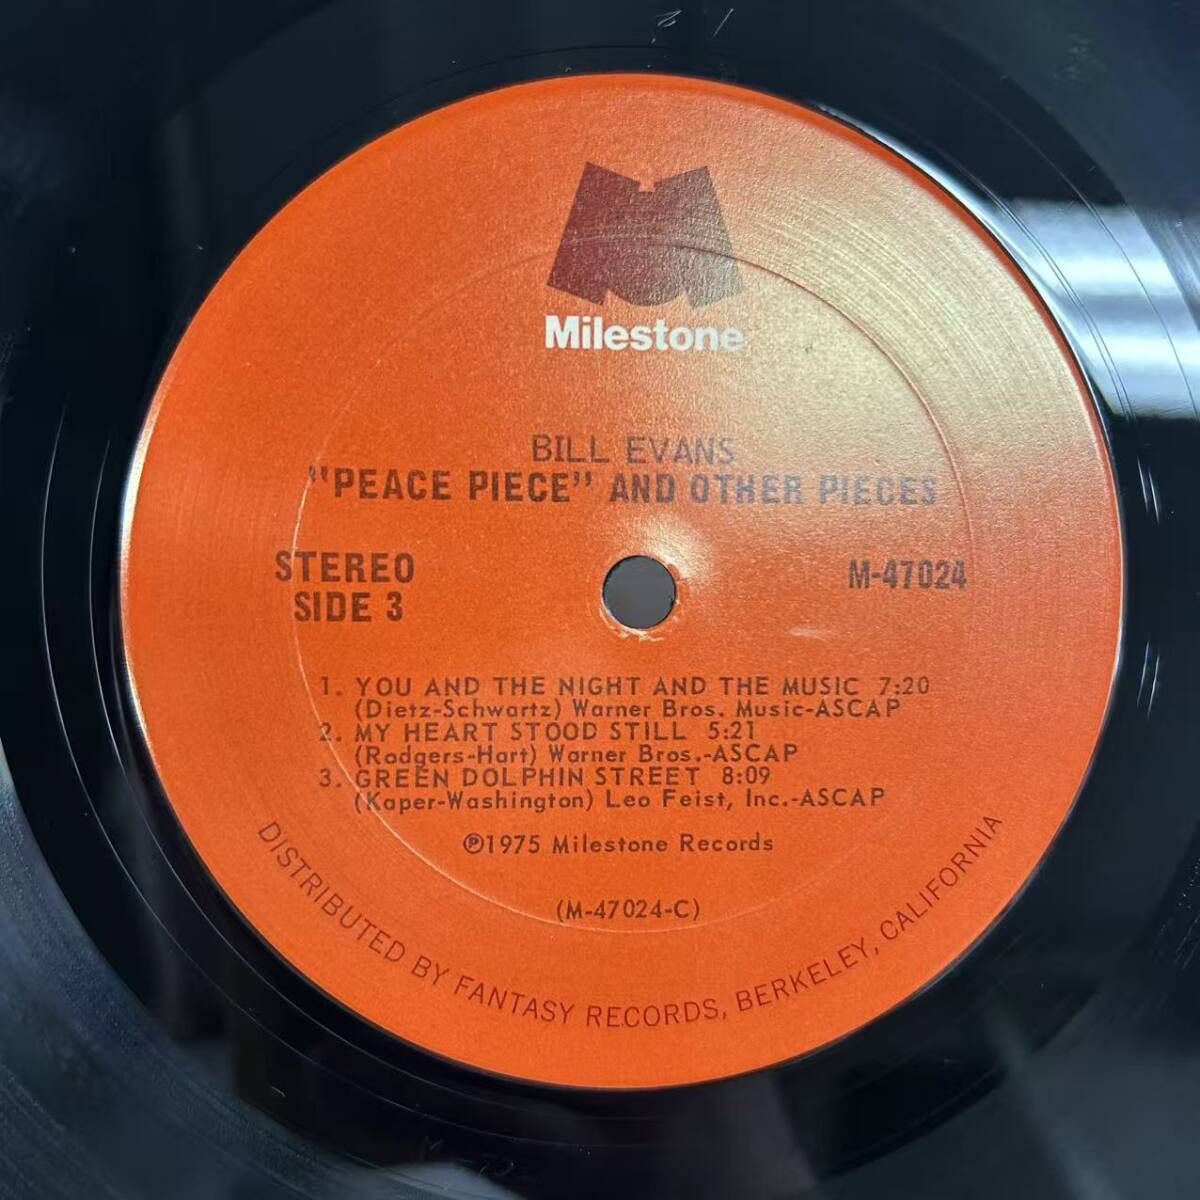 Milestone
BILL EVANS
"PEACE PIECE" AND OTHER PIECES
STEREO
SIDE 3
M-47024
1. YOU AND THE NIGHT AND THE MUSIC 7:20
(Dietz-Schwartz) Warner Bros. Music-ASCAP
2. MY HEART STOOD STILL 5:21
(Rodgers-Hart) Warner Bros.-ASCAP
3. GREEN DOLPHIN STREET 8:09
(Kaper-Washington) Leo Feist, Inc.-ASCAP
℗1975 Milestone Records
(M-47024-C)
DISTRIBUTED BY FANTASY RECORDS, BERKELEY, CALIFORNIA